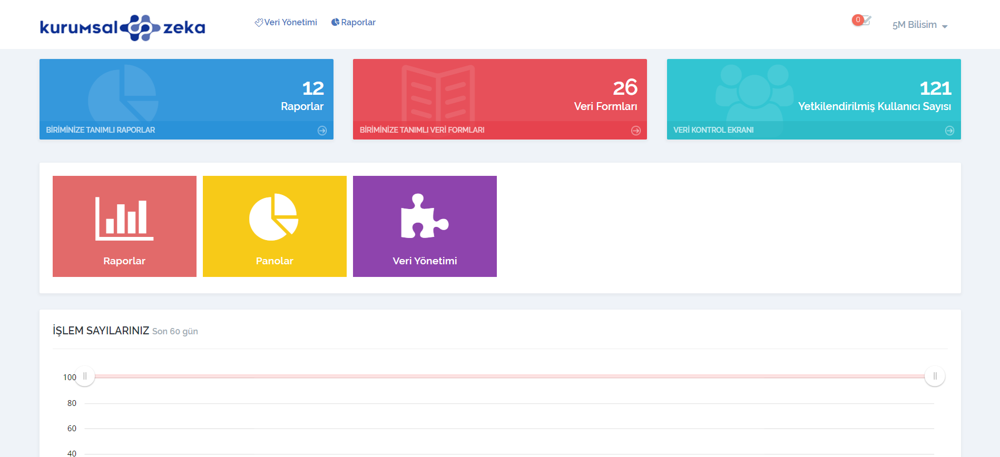 kurumsal zeka
Veri Yönetimi
Raporlar
0
5M Bilisim
12
Raporlar
BİRİMİNİZE TANIMLI RAPORLAR
26
Veri Formları
BİRİMİNİZE TANIMLI VERİ FORMLARI
121
Yetkilendirilmiş Kullanıcı Sayısı
VERİ KONTROL EKRANI
Raporlar
Panolar
Veri Yönetimi
İŞLEM SAYILARINIZ Son 60 gün
100
80
60
40